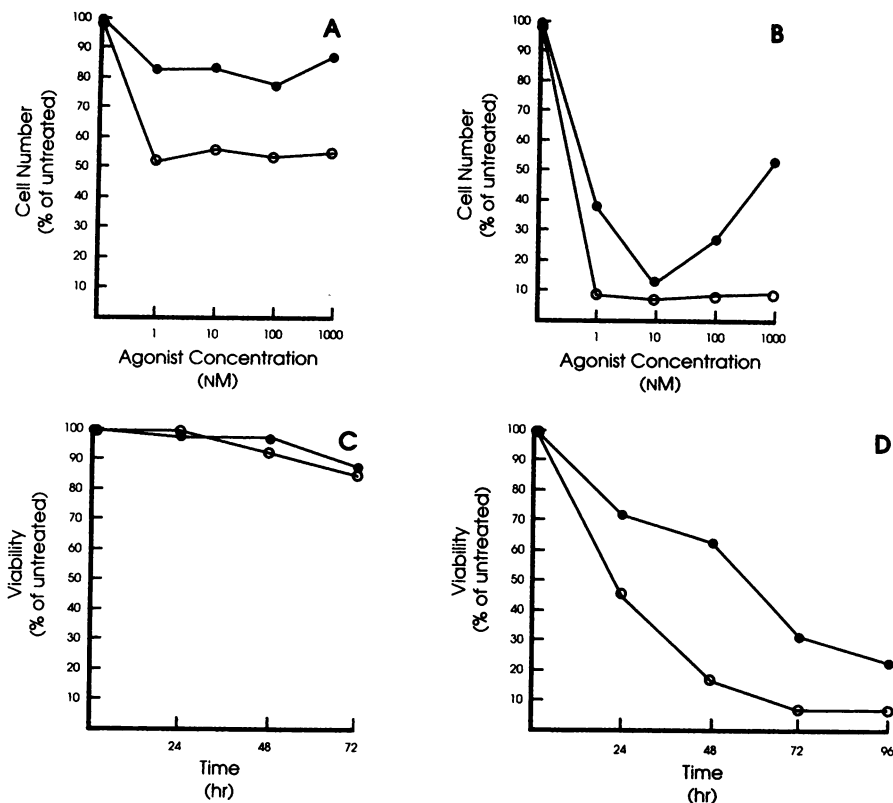 A
100
90
80
70
60
50
40
30
20
10
Cell Number
(% of untreated)
1 10 100 1000
Agonist Concentration
(NM)
B
100
90
80
70
60
50
40
30
20
10
Cell Number
(% of untreated)
1 10 100 1000
Agonist Concentration
(NM)
C
100
90
80
70
60
50
40
30
20
10
Viability
(% of untreated)
24 48 72
Time
(hr)
D
100
90
80
70
60
50
40
30
20
10
Viability
(% of untreated)
24 48 72 96
Time
(hr)